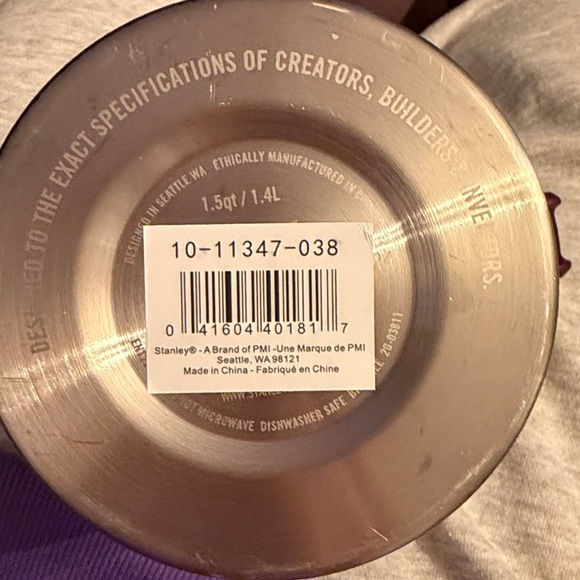 DESIGNED TO THE EXACT SPECIFICATIONS OF CREATORS, BUILDERS
DESIGNED IN SEATTLE WA ETHICALLY MANUFACTURED IN
1.5qt / 1.4L
10-11347-038
0 41604 40181 7
Stanley® - A Brand of PMI -Une Marque de PMI
Seattle, WA 98121
Made in China - Fabriqué en Chine
20-03811
MICROWAVE DISHWASHER SAFE